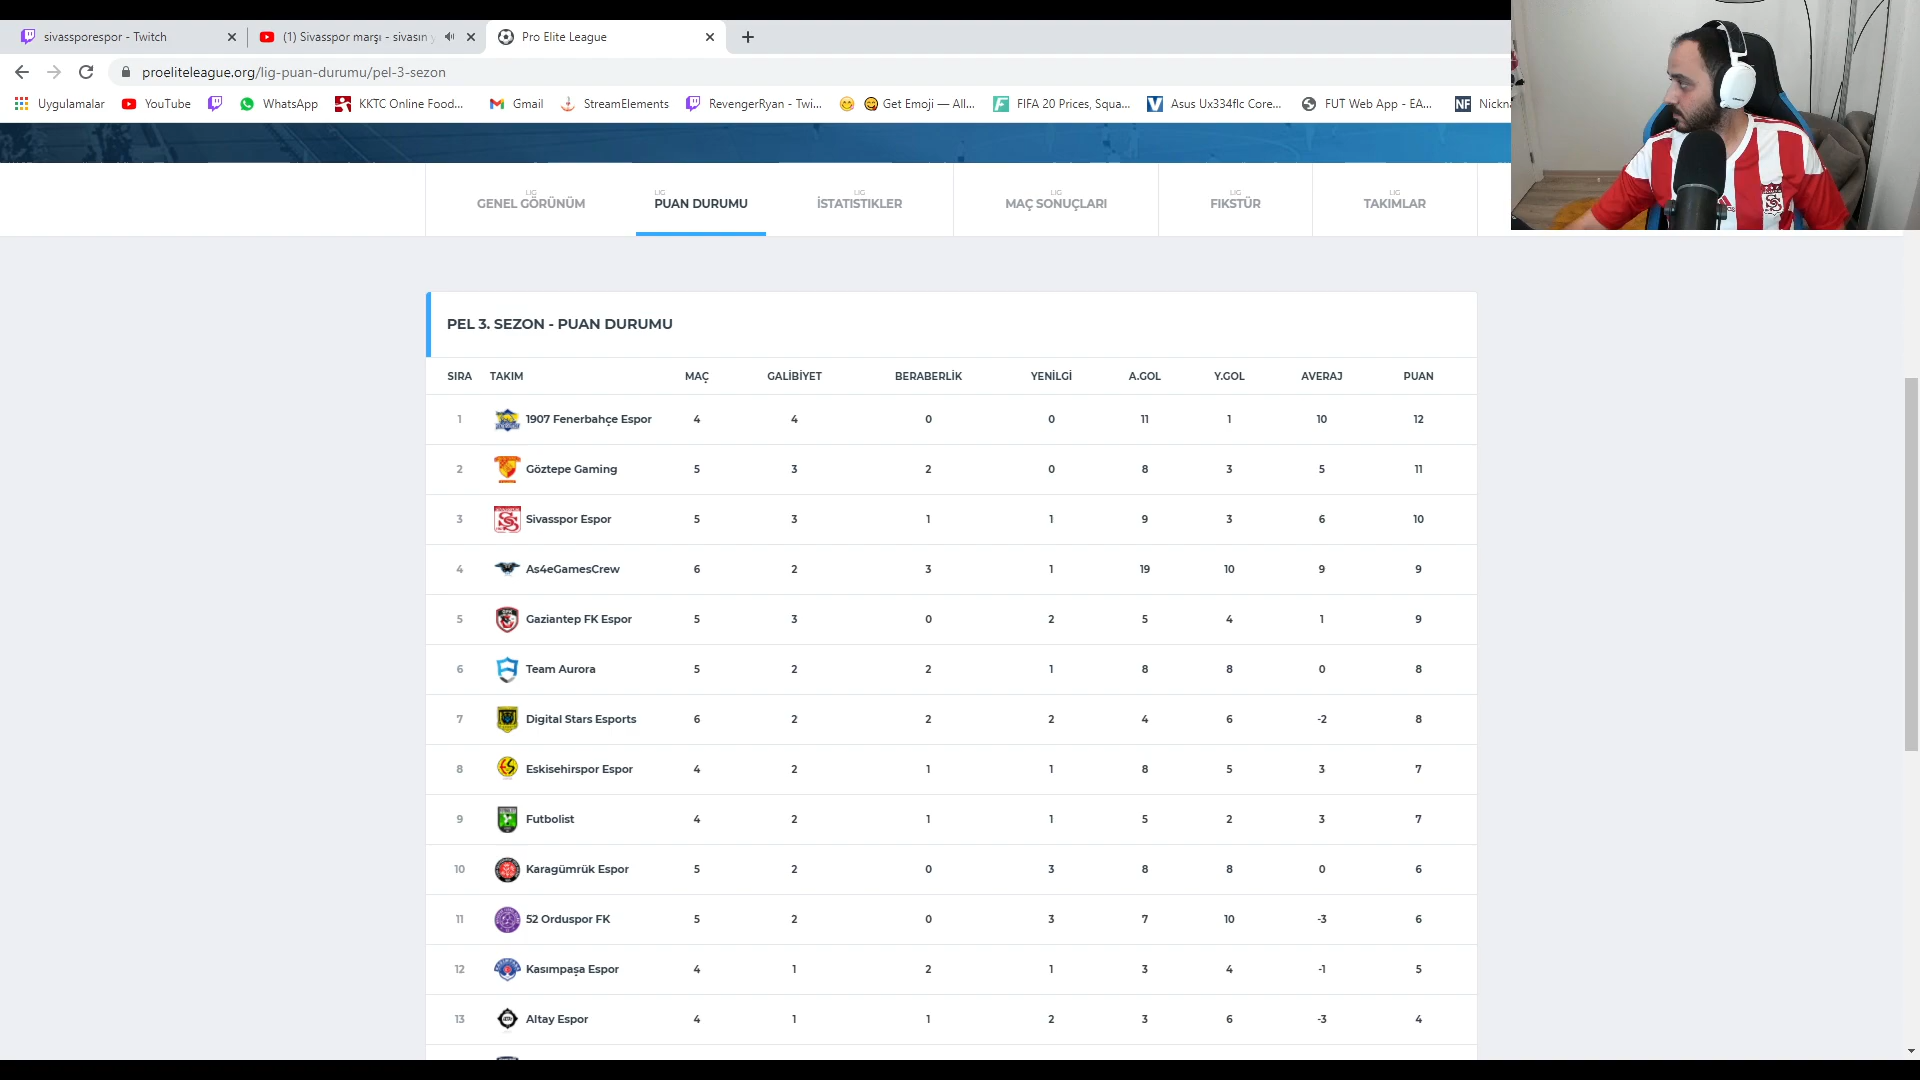 sivassporespor - Twitch
(1) Sivasspor marşı - sivasın
Pro Elite League
proeliteleague.org/lig-puan-durumu/pel-3-sezon
Uygulamalar
YouTube
WhatsApp
KKTC Online Food...
Gmail
StreamElements
RevengerRyan - Twi...
Get Emoji — All...
FIFA 20 Prices, Squa...
Asus Ux334flc Core...
FUT Web App - EA...
NF
LIG
GENEL GÖRÜNÜM
LIG
PUAN DURUMU
LIG
İSTATISTIKLER
LIG
MAÇ SONUÇLARI
LIG
FIKSTÜR
LIG
TAKIMLAR
PEL 3. SEZON - PUAN DURUMU
SIRA TAKIM MAÇ GALİBİYET BERABERLİK YENİLGİ A.GOL Y.GOL AVERAJ PUAN
1 1907 Fenerbahçe Espor 4 4 0 0 11 1 10 12
2 Göztepe Gaming 5 3 2 0 8 3 5 11
3 Sivasspor Espor 5 3 1 1 9 3 6 10
4 As4eGamesCrew 6 2 3 1 19 10 9 9
5 Gaziantep FK Espor 5 3 0 2 5 4 1 9
6 Team Aurora 5 2 2 1 8 8 0 8
7 Digital Stars Esports 6 2 2 2 4 6 -2 8
8 Eskisehirspor Espor 4 2 1 1 8 5 3 7
9 Futbolist 4 2 1 1 5 2 3 7
10 Karagümrük Espor 5 2 0 3 8 8 0 6
11 52 Orduspor FK 5 2 0 3 7 10 -3 6
12 Kasımpaşa Espor 4 1 2 1 3 4 -1 5
13 Altay Espor 4 1 1 2 3 6 -3 4